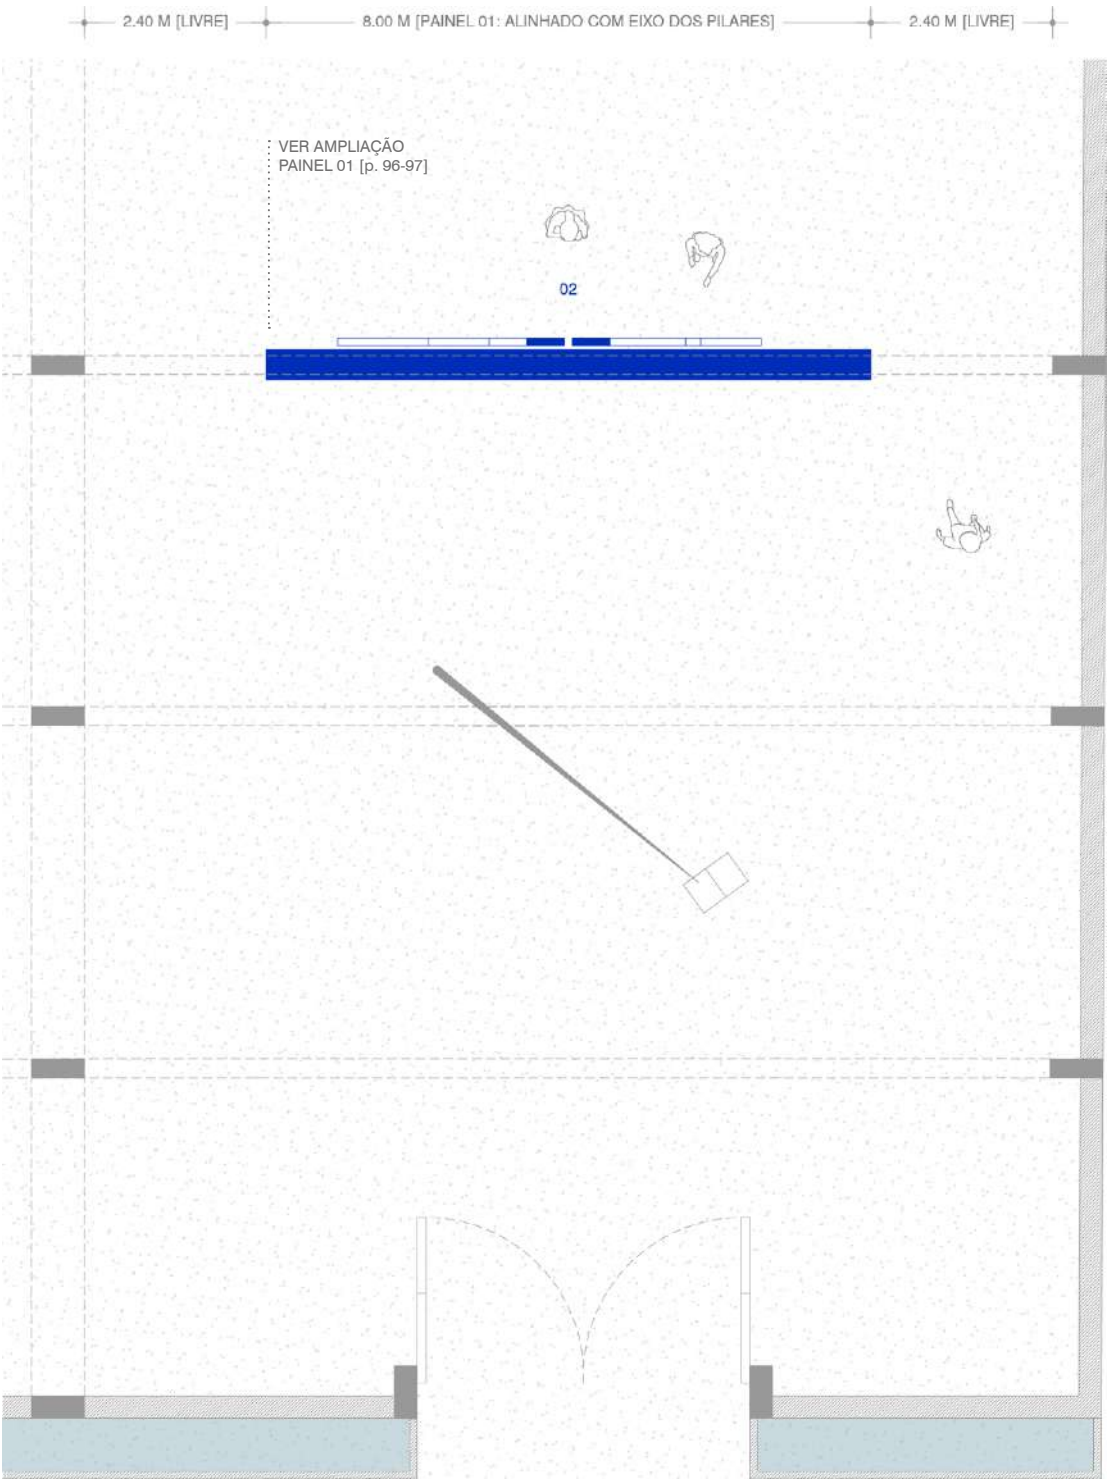 2.40 M [LIVRE] 8.00 M [PAINEL 01: ALINHADO COM EIXO DOS PILARES] 2.40 M [LIVRE]
VER AMPLIAÇÃO
PAINEL 01 [p. 96-97]
02